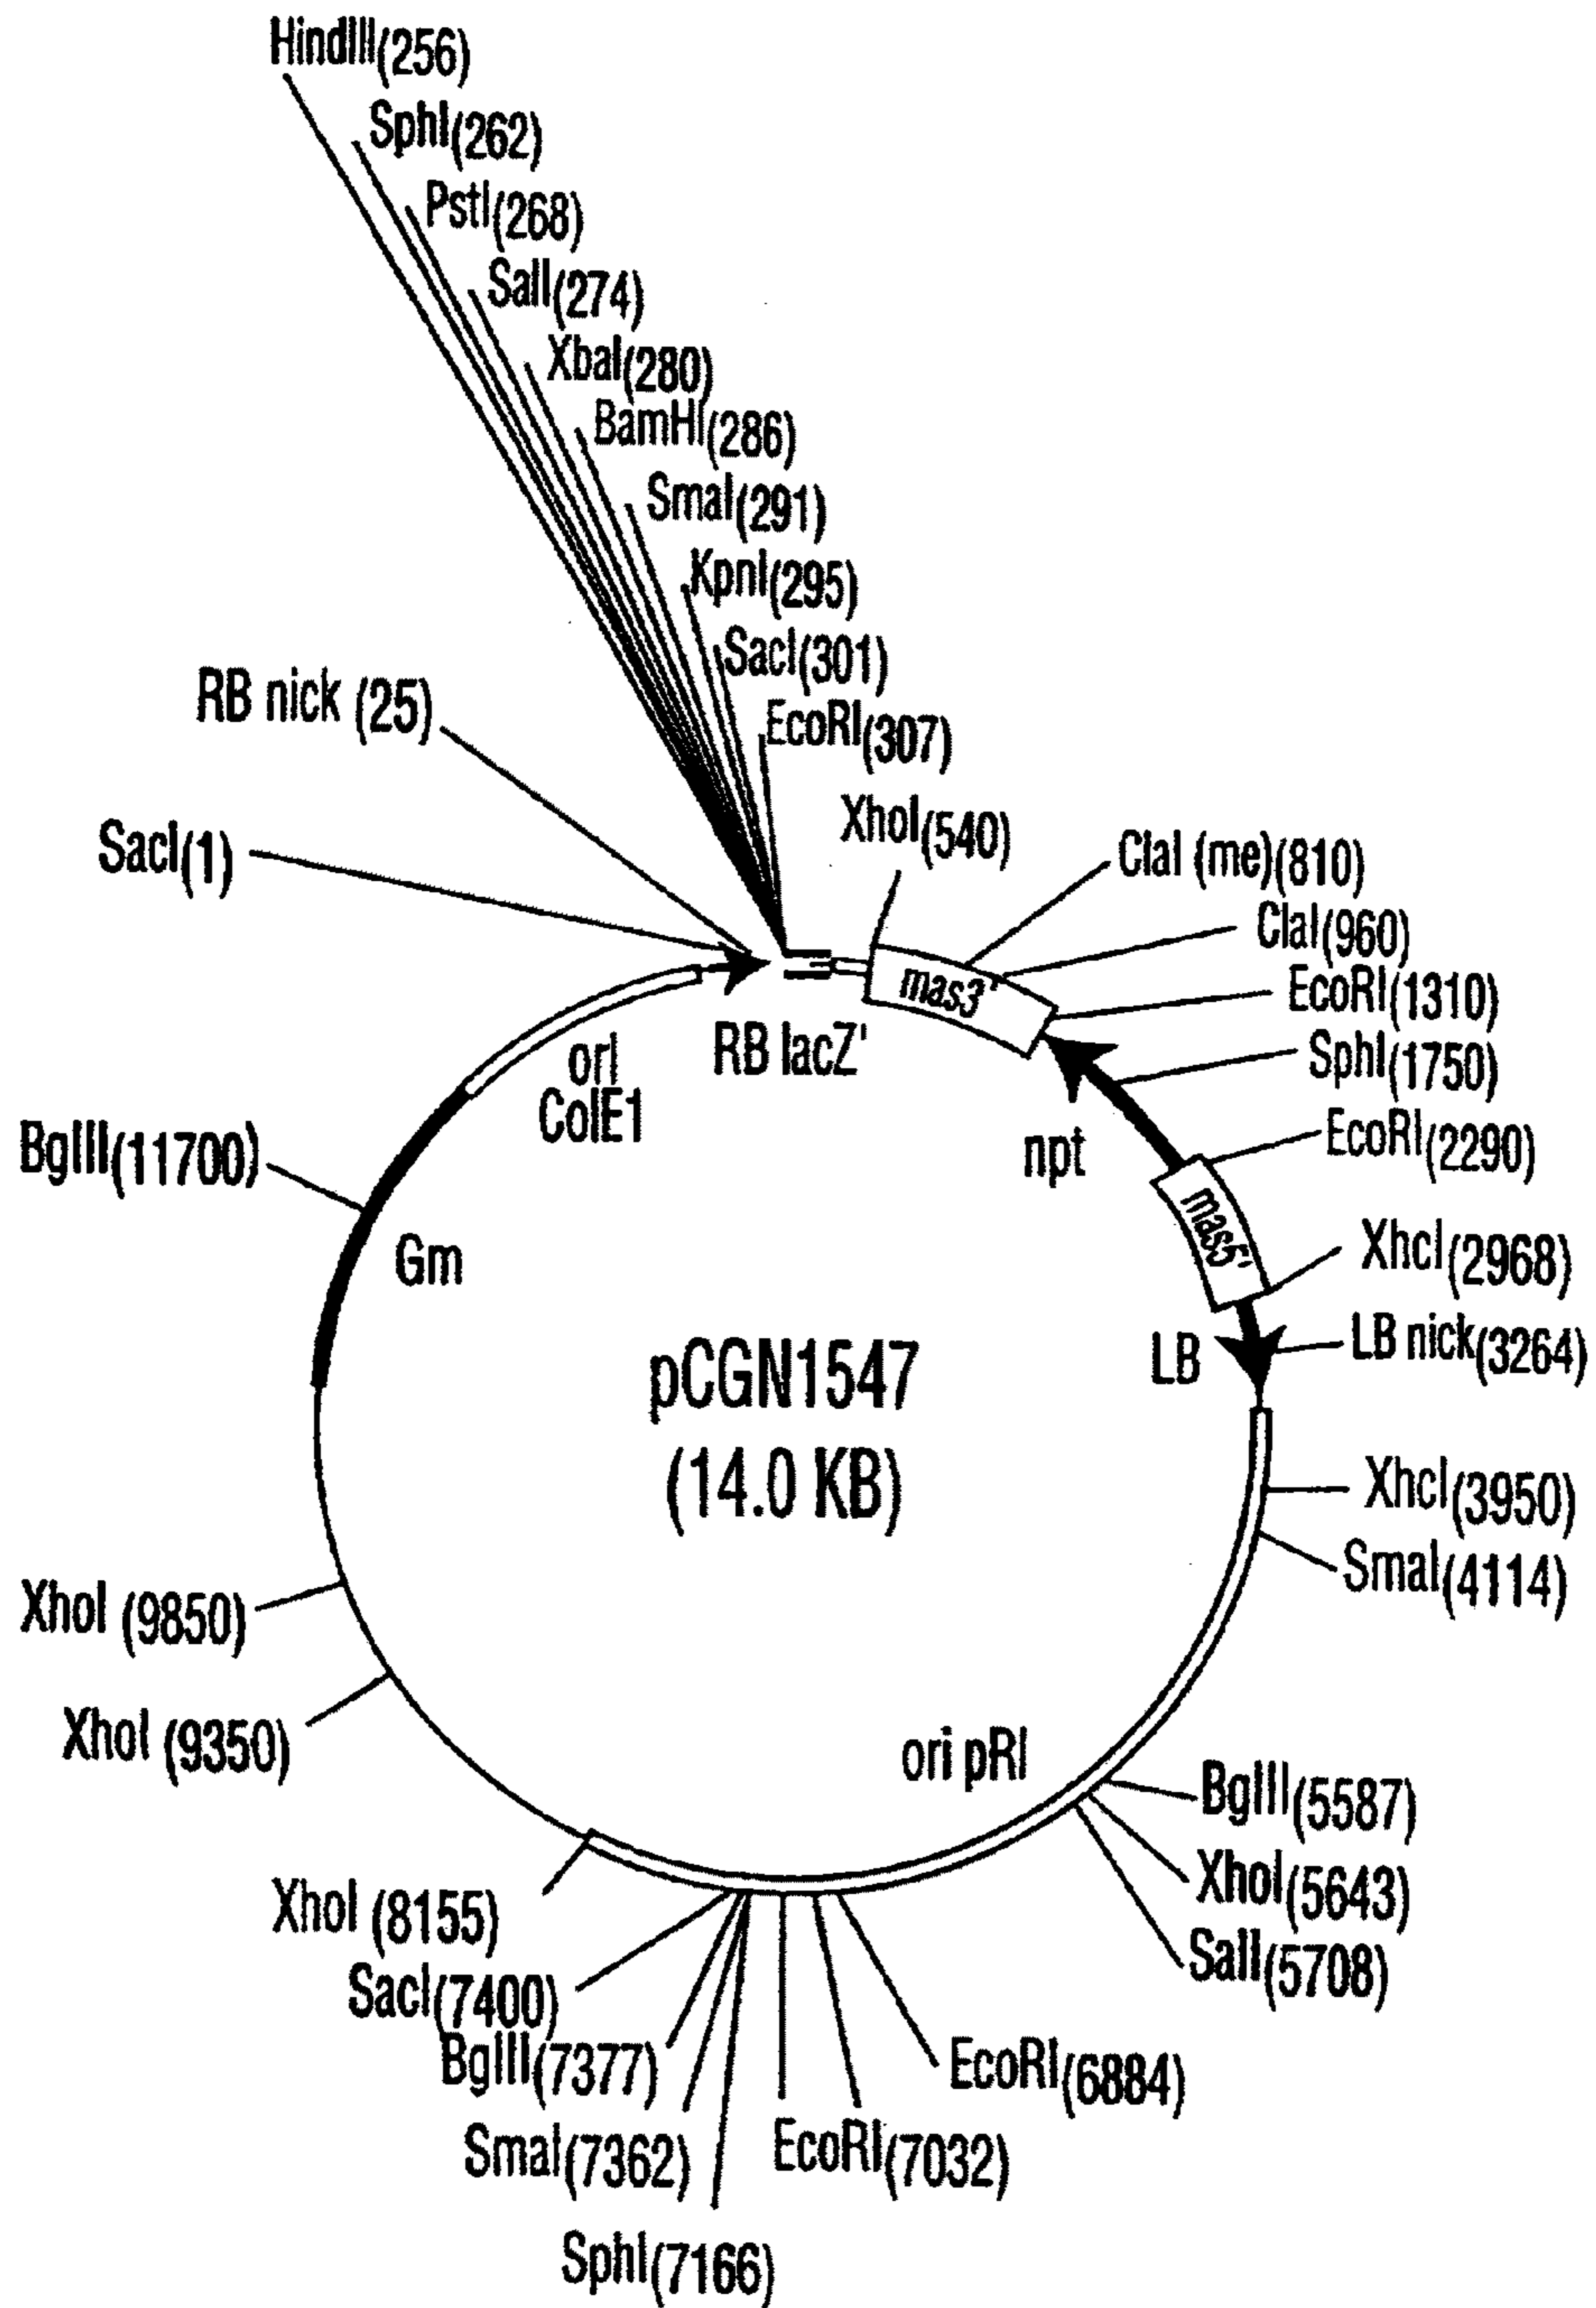 HindIII(256)
SphI(262)
PstI(268)
SalI(274)
XbaI(280)
BamHI(286)
SmaI(291)
KpnI(295)
SacI(301)
EcoRI(307)
RB nick (25)
SacI(1)
XhoI(540)
ClaI (me)(810)
ClaI(960)
EcoRI(1310)
SphI(1750)
EcoRI(2290)
XhcI(2968)
LB nick(3264)
XhcI(3950)
SmaI(4114)
BglII(5587)
XhoI(5643)
SalI(5708)
EcoRI(6884)
EcoRI(7032)
SphI(7166)
SmaI(7362)
BglII(7377)
SacI(7400)
XhoI (8155)
XhoI (9350)
XhoI (9850)
BglII(11700)
Gm
orI
ColE1
RB lacZ'
mas3'
npt
mas5'
LB
ori pRI
pCGN1547
(14.0 KB)